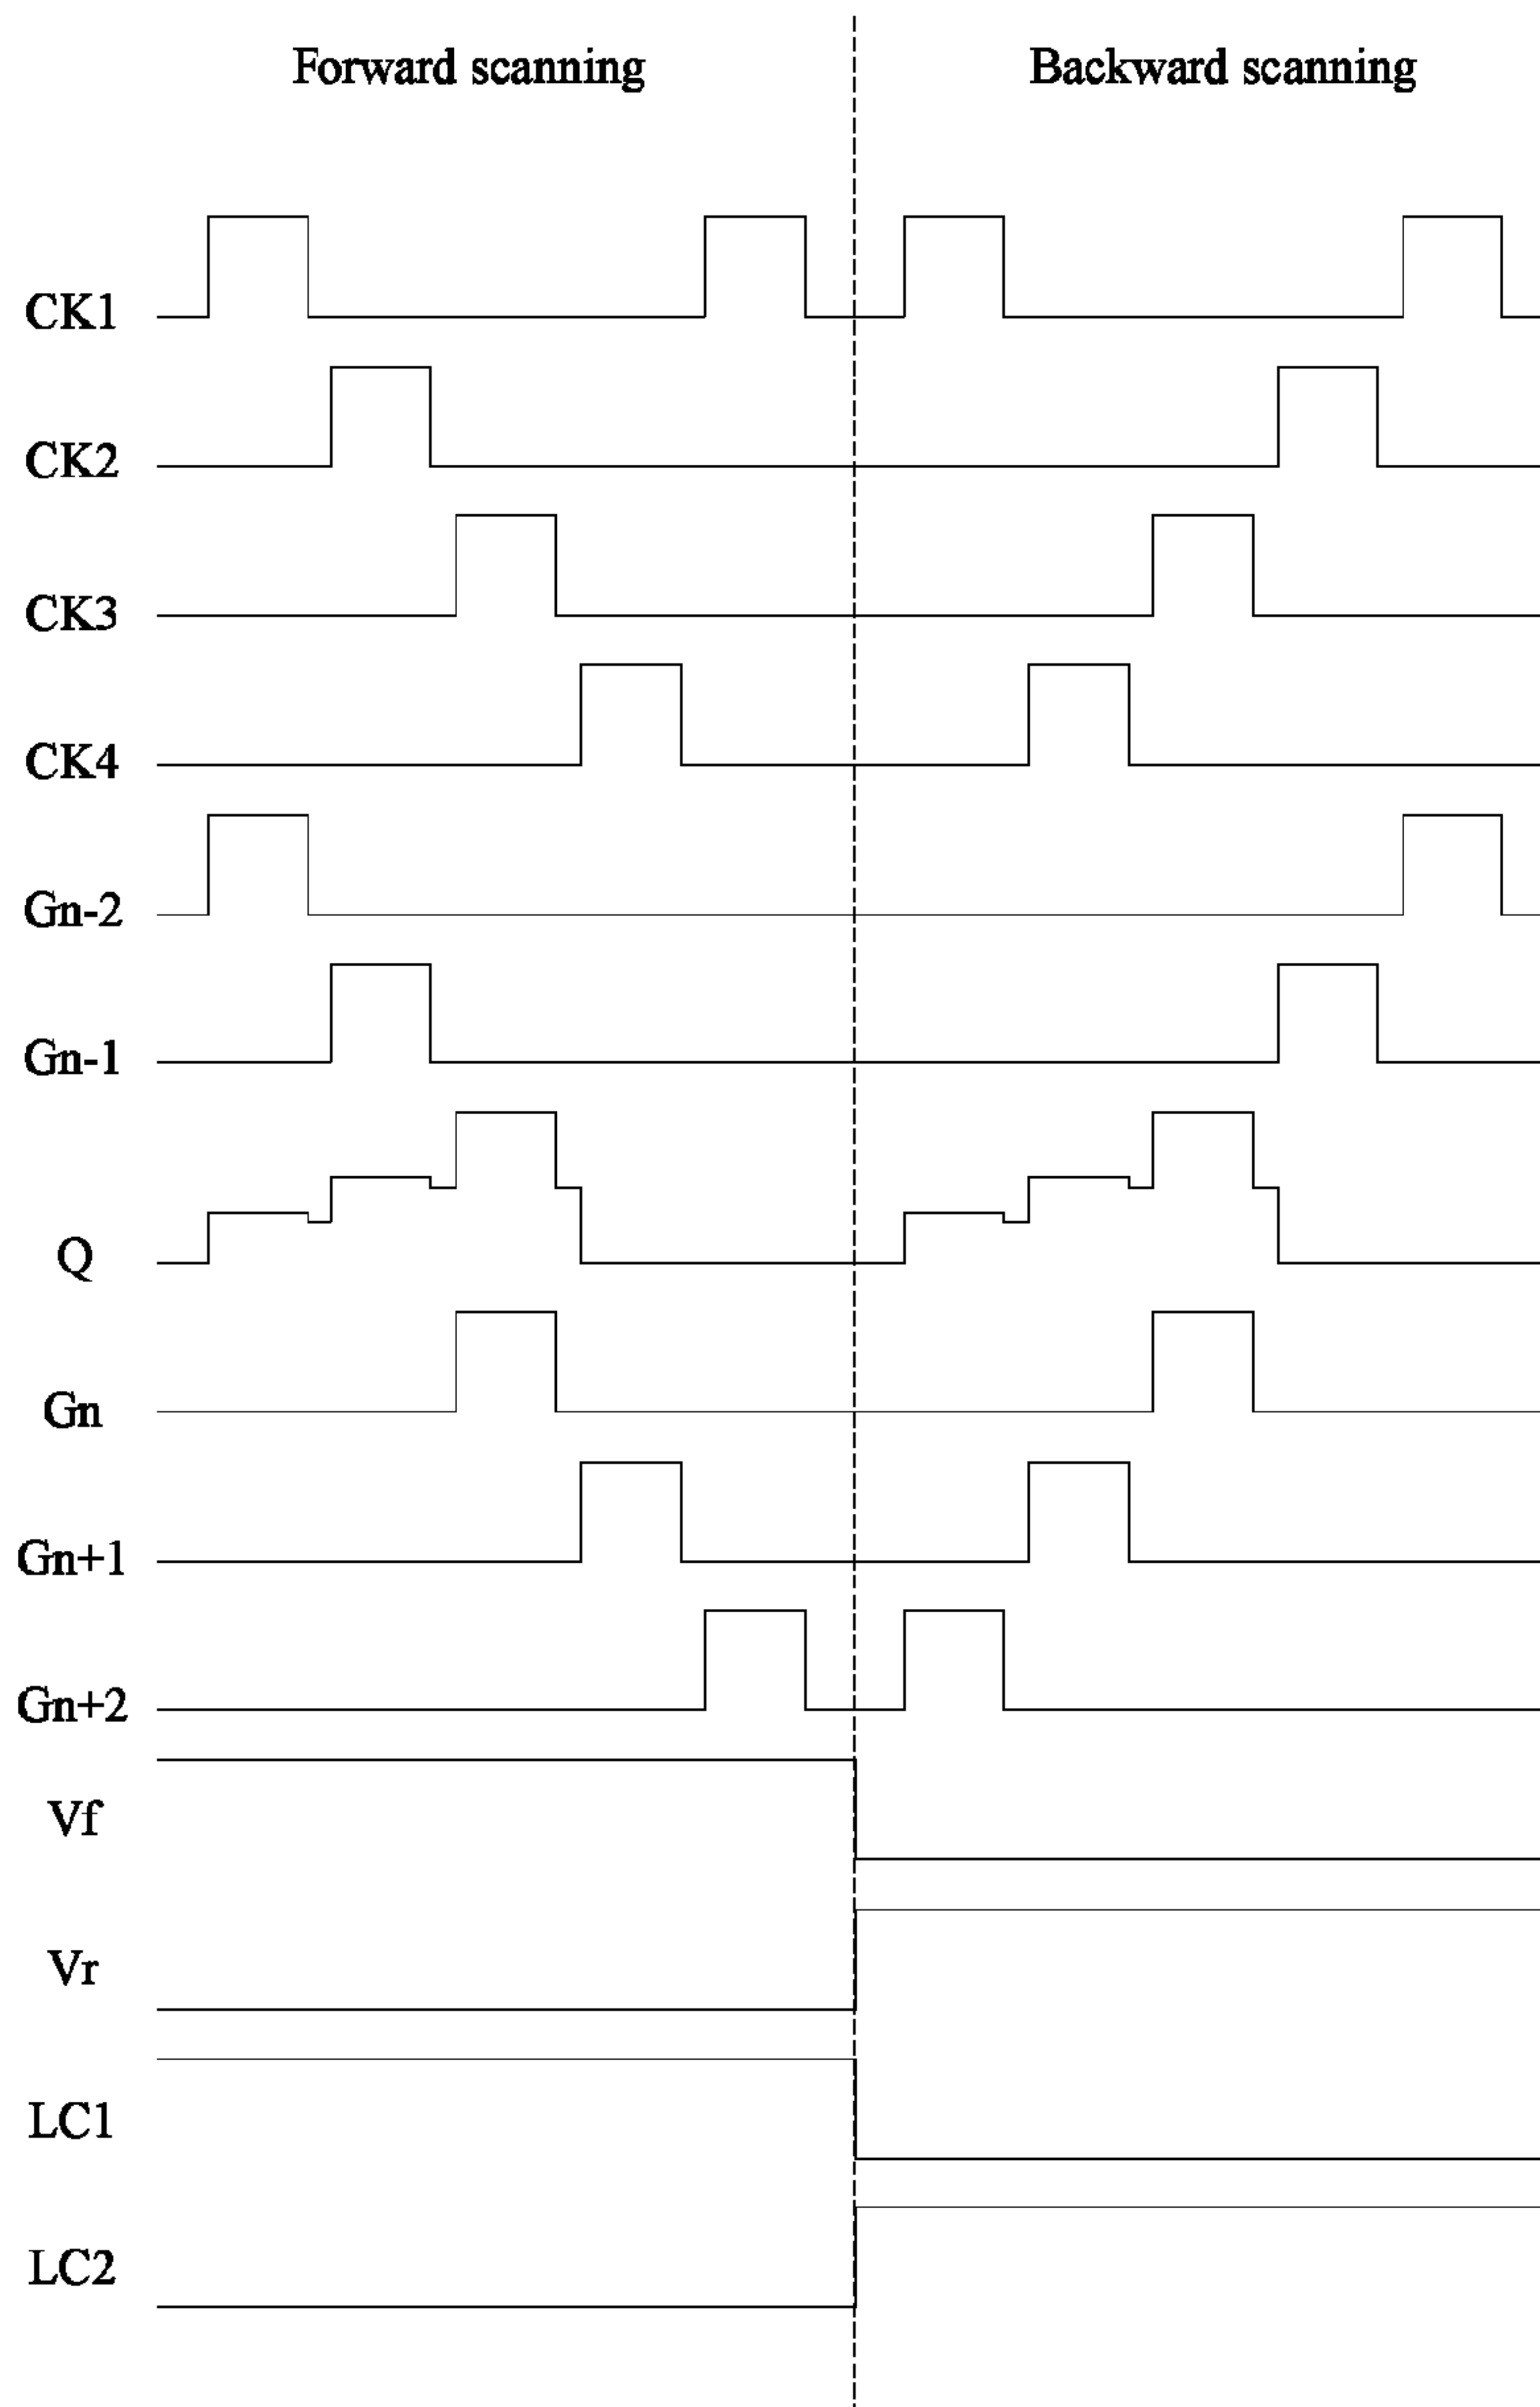 Forward scanning
Backward scanning
CK1
CK2
CK3
CK4
Gn-2
Gn-1
Q
Gn
Gn+1
Gn+2
Vf
Vr
LC1
LC2